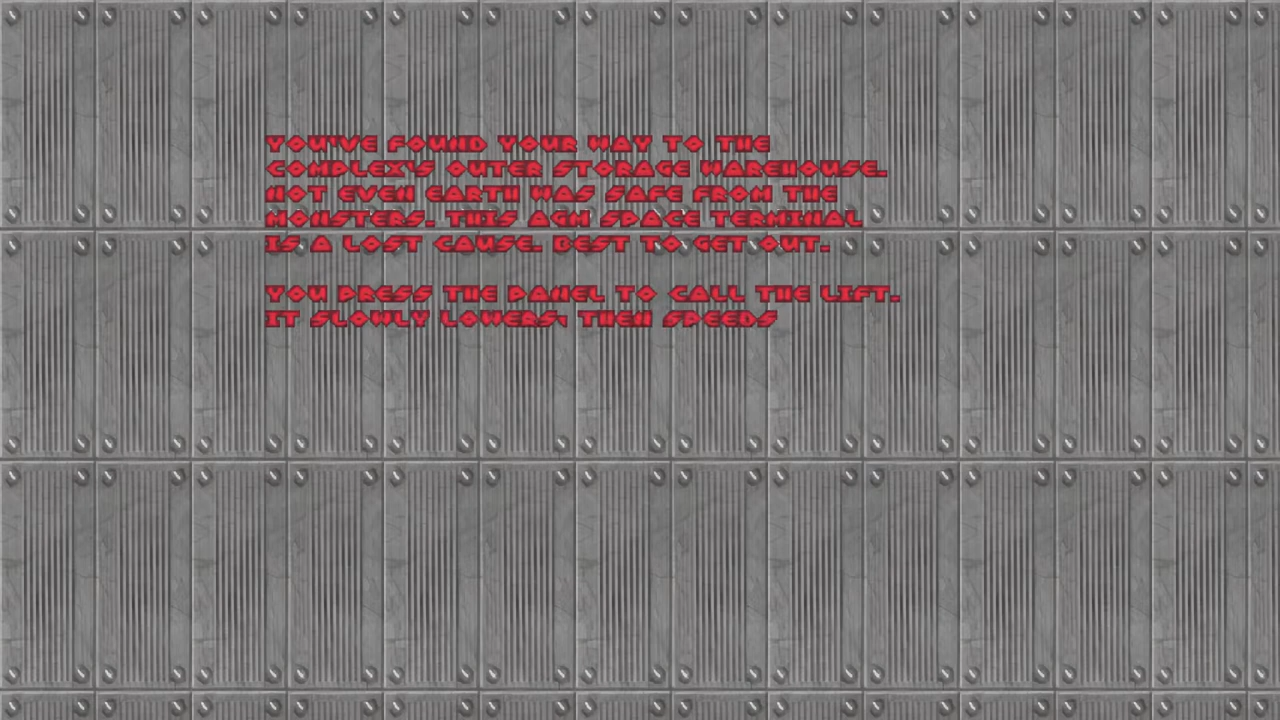 YOU'VE FOUND YOUR WAY TO THE
COMPLEX'S OUTER STORAGE WAREHOUSE.
NOT EVEN EARTH WAS SAFE FROM THE
MONSTERS. THIS AGM SPACE TERMINAL
IS A LOST CAUSE. BEST TO GET OUT.
YOU PRESS THE PANEL TO CALL THE LIFT.
IT SLOWLY LOWERS, THEN SPEEDS